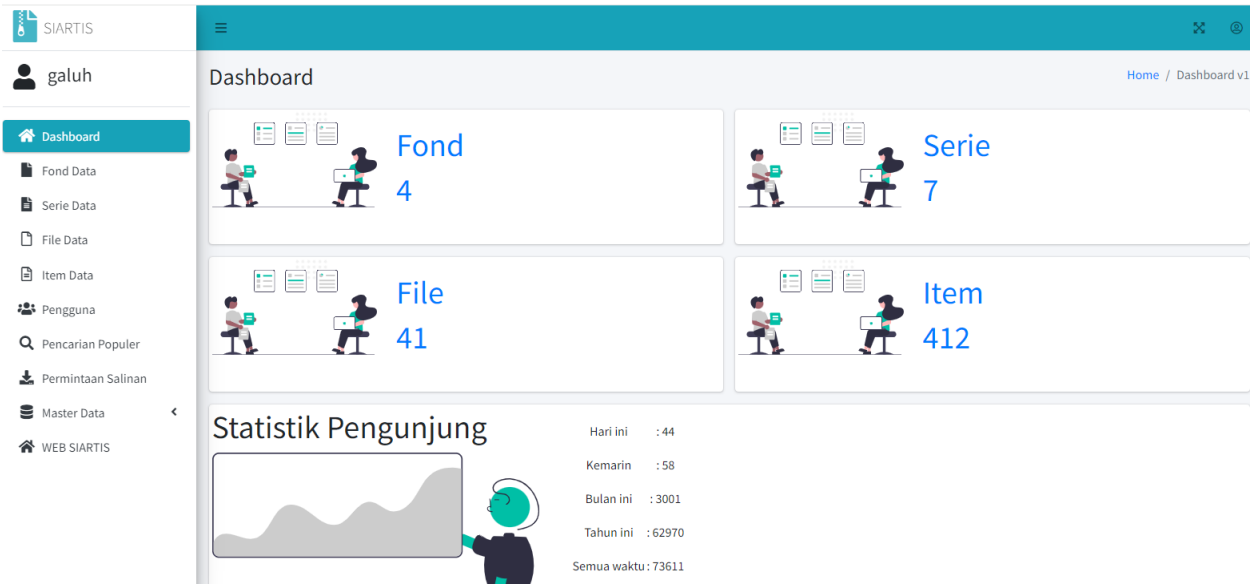 SIARTIS
galuh
Dashboard
Fond Data
Serie Data
File Data
Item Data
Pengguna
Pencarian Populer
Permintaan Salinan
Master Data
WEB SIARTIS
Dashboard
Home / Dashboard v1
Fond
4
Serie
7
File
41
Item
412
Statistik Pengunjung
Hari ini : 44
Kemarin : 58
Bulan ini : 3001
Tahun ini : 62970
Semua waktu : 73611